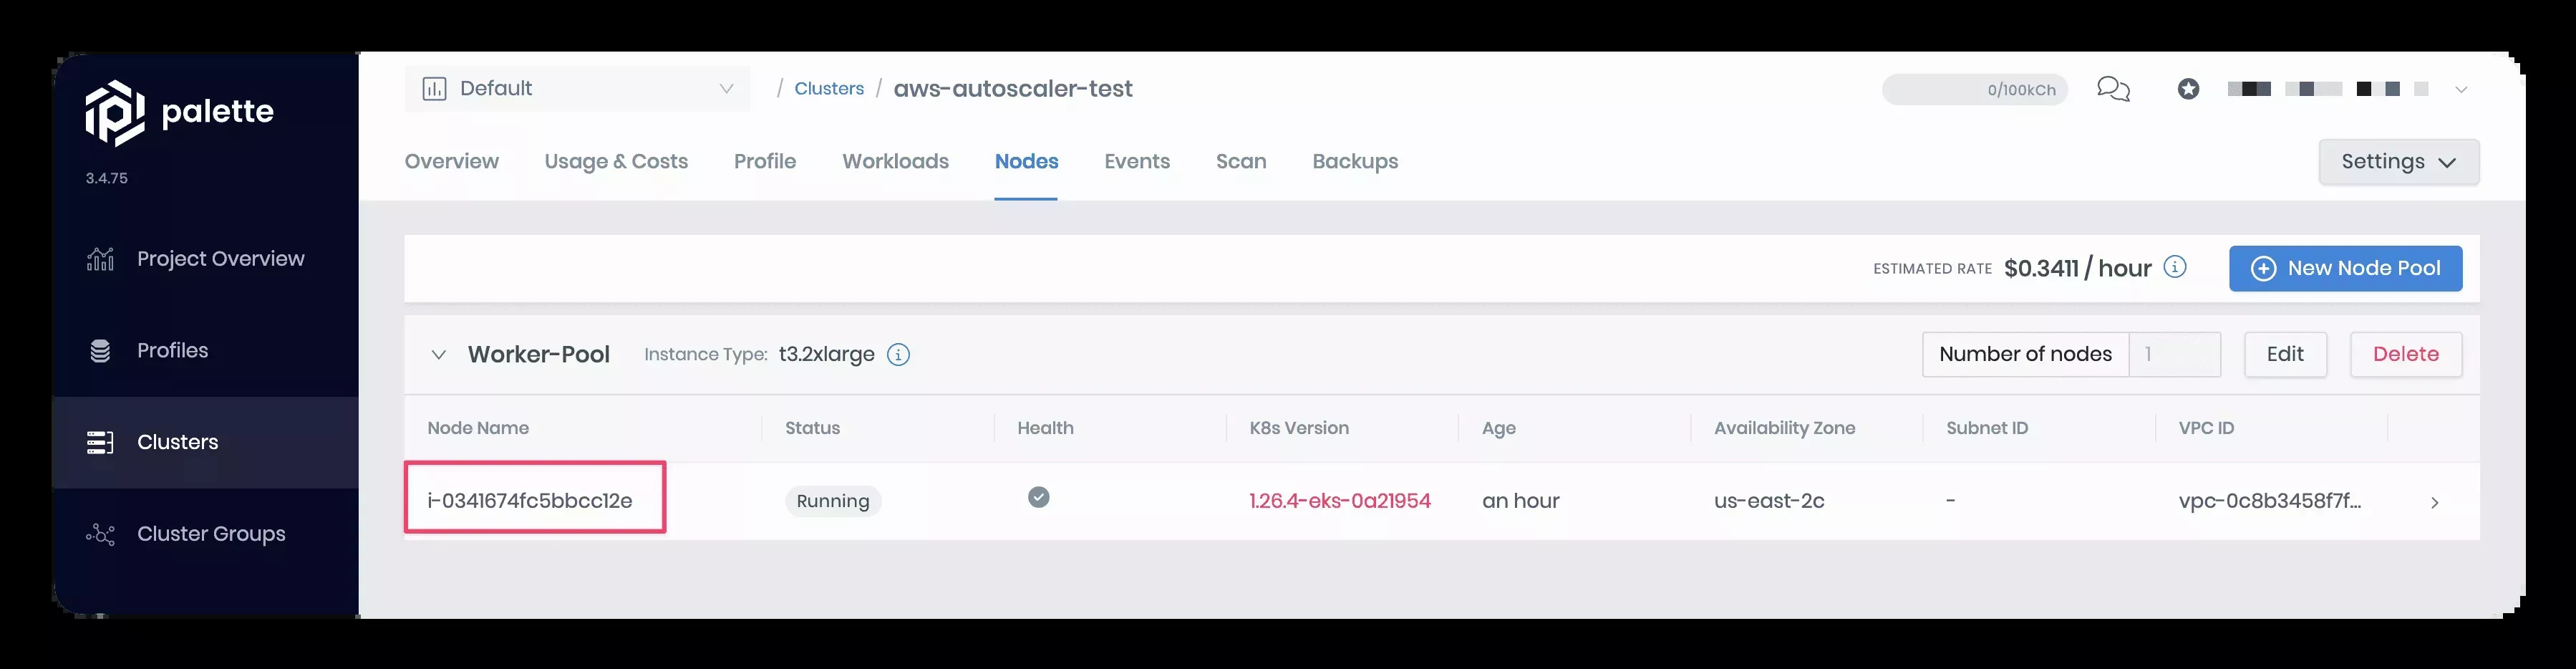 palette
3.4.75
Project Overview
Profiles
Clusters
Cluster Groups
Default / Clusters / aws-autoscaler-test 0/100kCh
Overview Usage & Costs Profile Workloads Nodes Events Scan Backups Settings
ESTIMATED RATE $0.3411 / hour New Node Pool
Worker-Pool Instance Type: t3.2xlarge Number of nodes 1 Edit Delete
Node Name Status Health K8s Version Age Availability Zone Subnet ID VPC ID
i-0341674fc5bbcc12e Running 1.26.4-eks-0a21954 an hour us-east-2c - vpc-0c8b3458f7f...